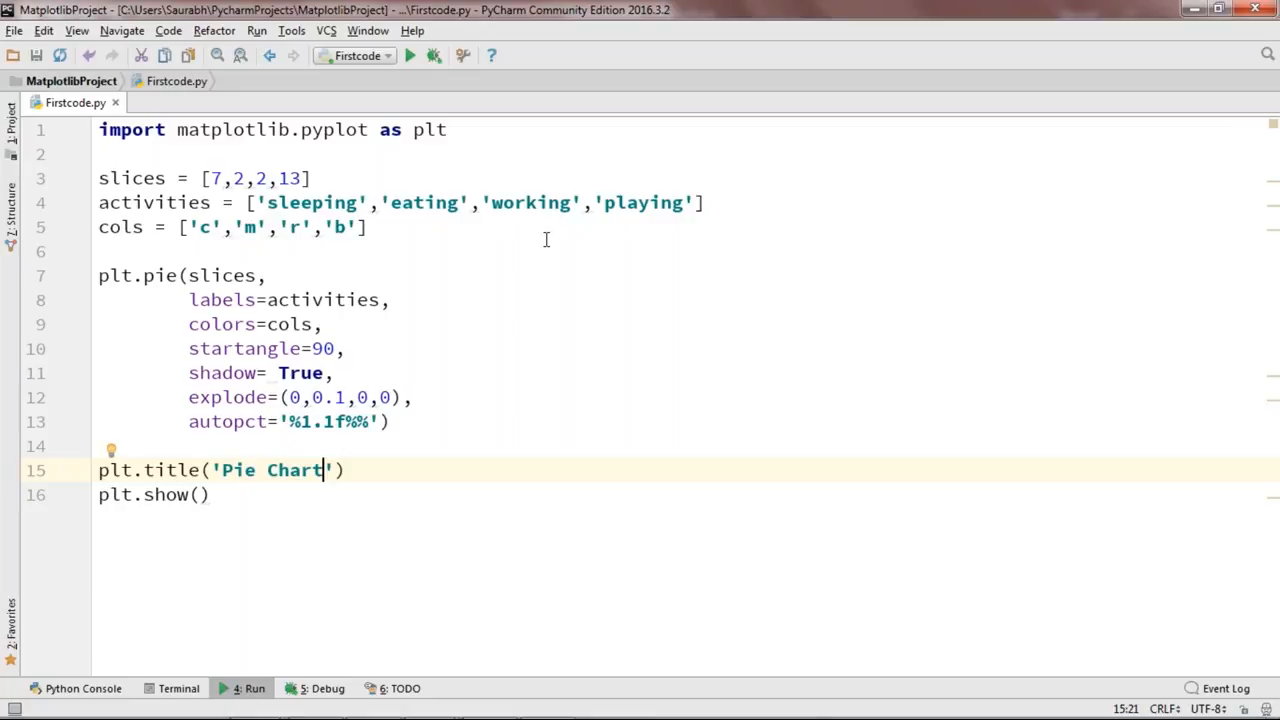 MatplotlibProject - [C:\Users\Saurabh\PycharmProjects\MatplotlibProject] - ...\Firstcode.py - PyCharm Community Edition 2016.3.2
File Edit View Navigate Code Refactor Run Tools VCS Window Help
Firstcode
MatplotlibProject Firstcode.py
Firstcode.py
1: Project
Z: Structure
2: Favorites
1 import matplotlib.pyplot as plt
2
3 slices = [7,2,2,13]
4 activities = ['sleeping','eating','working','playing']
5 cols = ['c','m','r','b']
6
7 plt.pie(slices,
8 labels=activities,
9 colors=cols,
10 startangle=90,
11 shadow= True,
12 explode=(0,0.1,0,0),
13 autopct='%1.1f%%')
14
15 plt.title('Pie Chart')
16 plt.show()
Python Console Terminal 4: Run 5: Debug 6: TODO Event Log
15:21 CRLF UTF-8